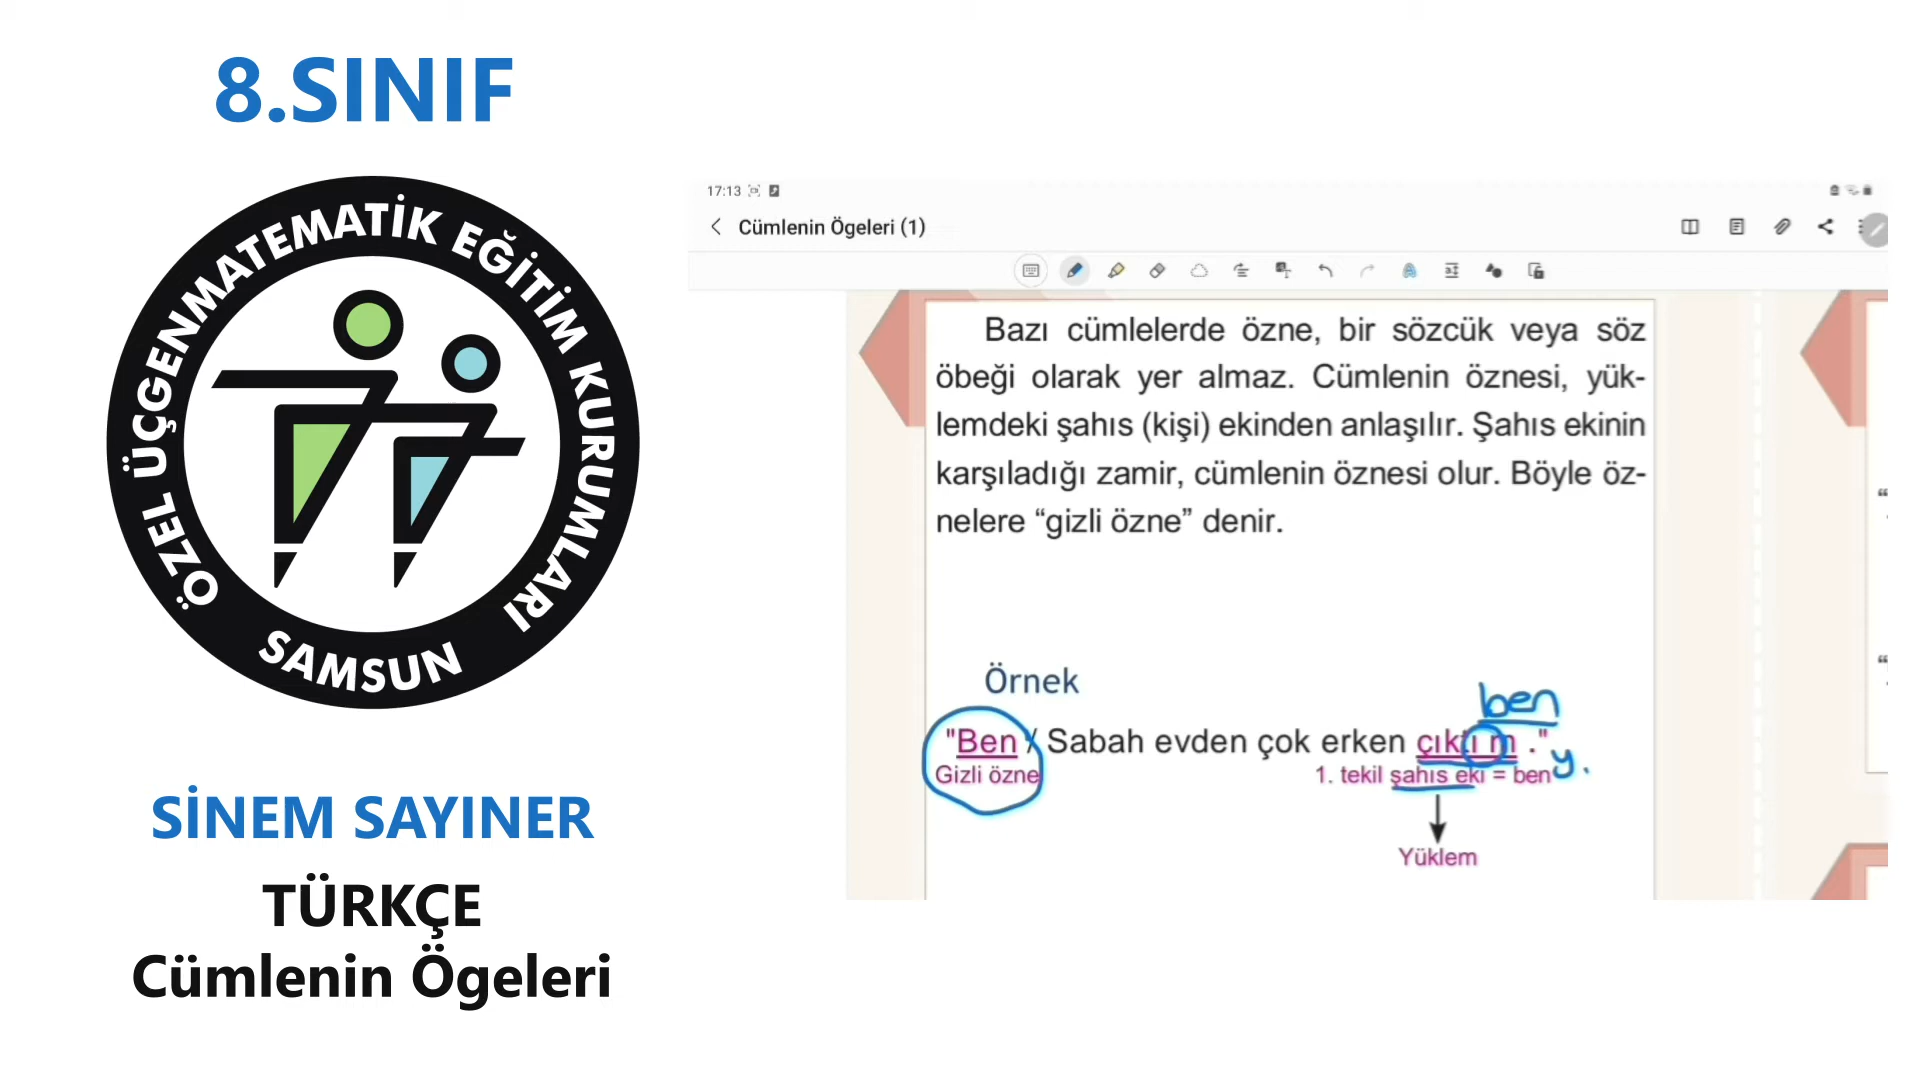 8.SINIF
ÖZEL ÜÇGENMATEMATİK EĞİTİM KURUMLARI
SAMSUN
SİNEM SAYINER
TÜRKÇE
Cümlenin Ögeleri
17:13
Cümlenin Ögeleri (1)
Bazı cümlelerde özne, bir sözcük veya söz
öbeği olarak yer almaz. Cümlenin öznesi, yük-
lemdeki şahıs (kişi) ekinden anlaşılır. Şahıs ekinin
karşıladığı zamir, cümlenin öznesi olur. Böyle öz-
nelere “gizli özne” denir.
Örnek
ben
"Ben / Sabah evden çok erken çıktı m ."
y.
Gizli özne 1. tekil şahıs eki = ben
Yüklem